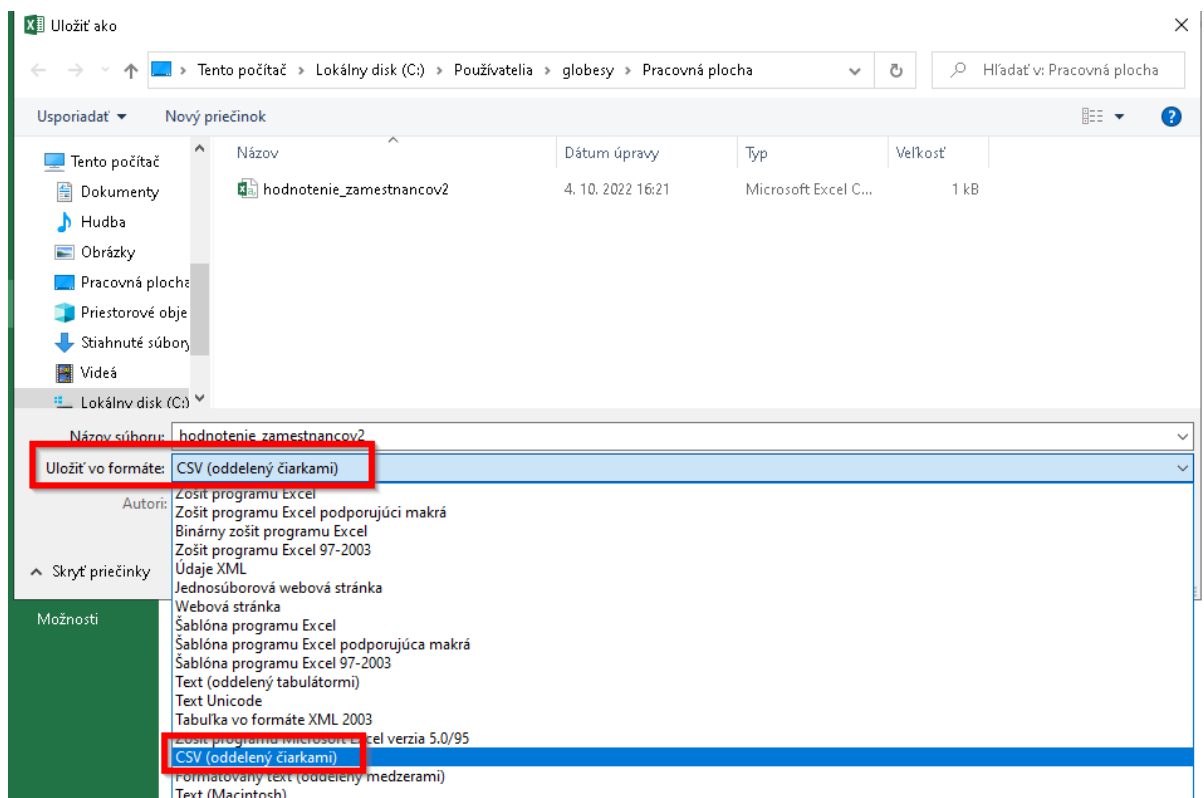 Uložiť ako
Tento počítač > Lokálny disk (C:) > Používatelia > globesy > Pracovná plocha
Hľadať v: Pracovná plocha
Usporiadať Nový priečinok
Názov Dátum úpravy Typ Veľkosť
hodnotenie_zamestnancov2 4. 10. 2022 16:21 Microsoft Excel C... 1 kB
Tento počítač
Dokumenty
Hudba
Obrázky
Pracovná plocha
Priestorové obje
Stiahnuté súbory
Videá
Lokálny disk (C:)
Názov súboru: hodnotenie_zamestnancov2
Uložiť vo formáte: CSV (oddelený čiarkami)
Autori:
Zošit programu Excel
Zošit programu Excel podporujúci makrá
Binárny zošit programu Excel
Zošit programu Excel 97-2003
Údaje XML
Jednosúborová webová stránka
Webová stránka
Šablóna programu Excel
Šablóna programu Excel podporujúca makrá
Šablóna programu Excel 97-2003
Text (oddelený tabulátormi)
Text Unicode
Tabuľka vo formáte XML 2003
Zošit programu Microsoft Excel verzia 5.0/95
CSV (oddelený čiarkami)
Formátovaný text (oddelený medzerami)
Text (Macintosh)
Skryť priečinky
Možnosti